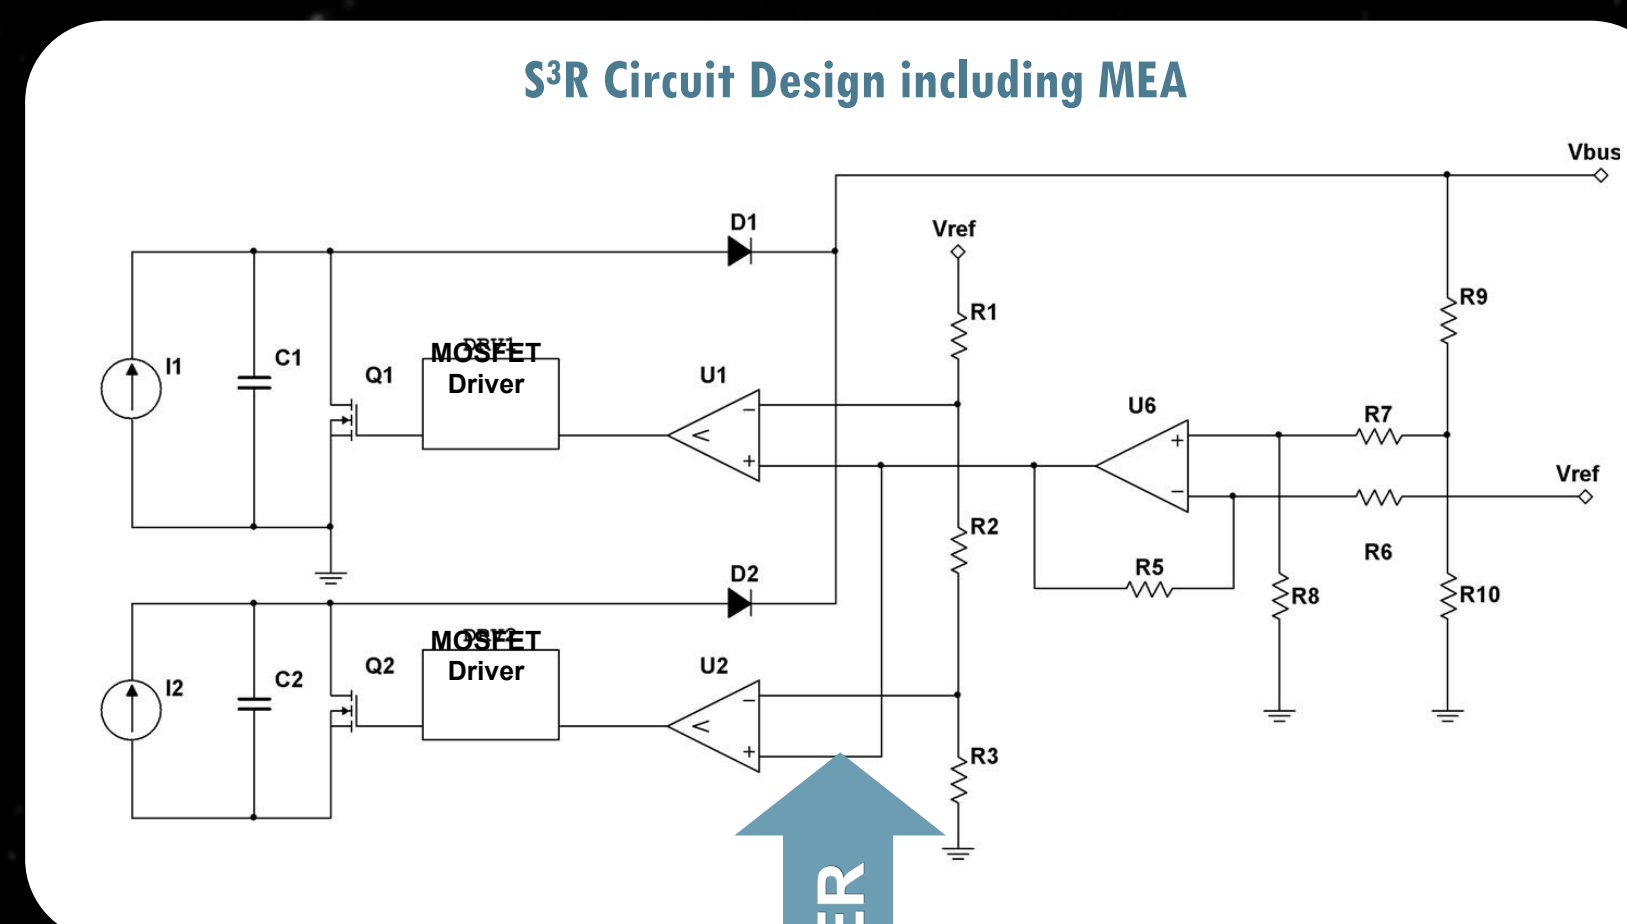 S³R Circuit Design including MEA
Vbus
D1
Vref
R1
R9
I1
C1
Q1
MOSFET
Driver
U1
−
+
U6
+
−
R7
Vref
R6
R2
R5
R8
R10
D2
I2
C2
Q2
MOSFET
Driver
U2
−
+
R3
ER